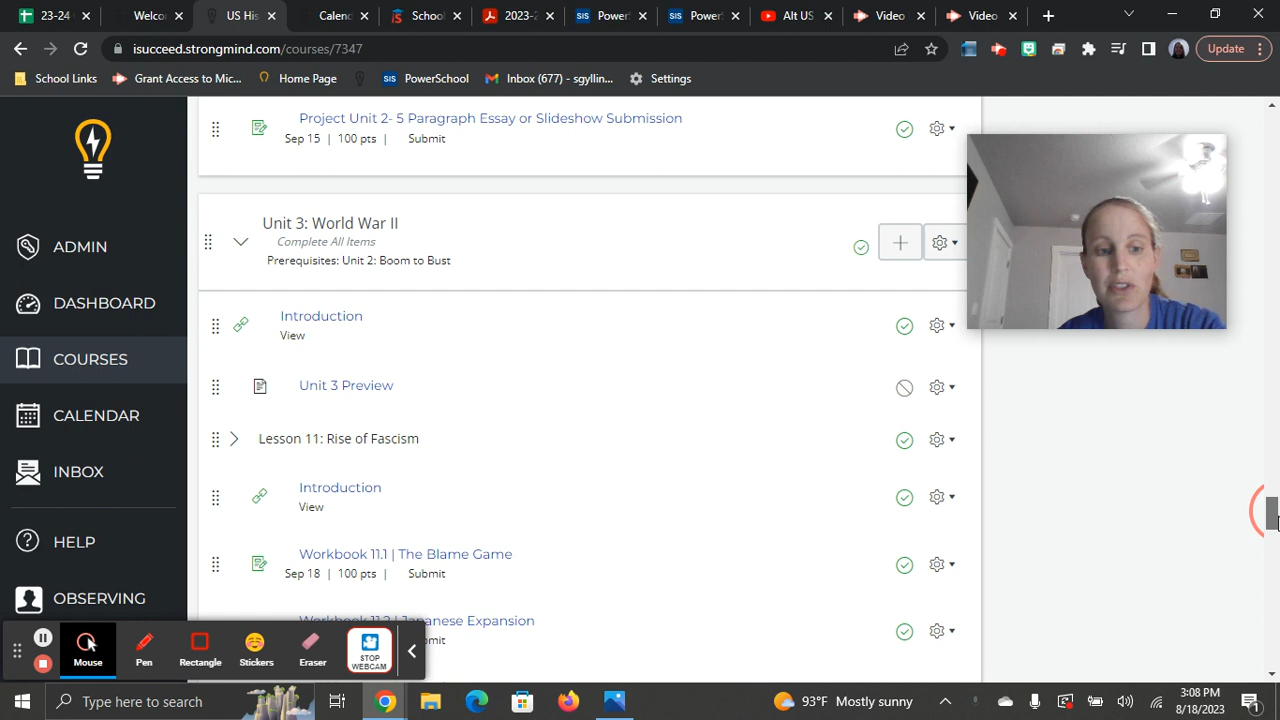 23-24
Welcom
US His
Calend
School
2023-2
Power
Power
Alt US
Video
Video
isucceed.strongmind.com/courses/7347
Update
School Links
Grant Access to Mic...
Home Page
SIS
PowerSchool
Inbox (677) - sgyllin...
Settings
Project Unit 2- 5 Paragraph Essay or Slideshow Submission
Sep 15 | 100 pts | Submit
Unit 3: World War II
Complete All Items
Prerequisites: Unit 2: Boom to Bust
ADMIN
DASHBOARD
COURSES
CALENDAR
INBOX
HELP
OBSERVING
Introduction
View
Unit 3 Preview
Lesson 11: Rise of Fascism
Introduction
View
Workbook 11.1 | The Blame Game
Sep 18 | 100 pts | Submit
Workbook 11.2 | Japanese Expansion
Mouse
Pen
Rectangle
Stickers
Eraser
STOP WEBCAM
Type here to search
93°F Mostly sunny
3:08 PM
8/18/2023